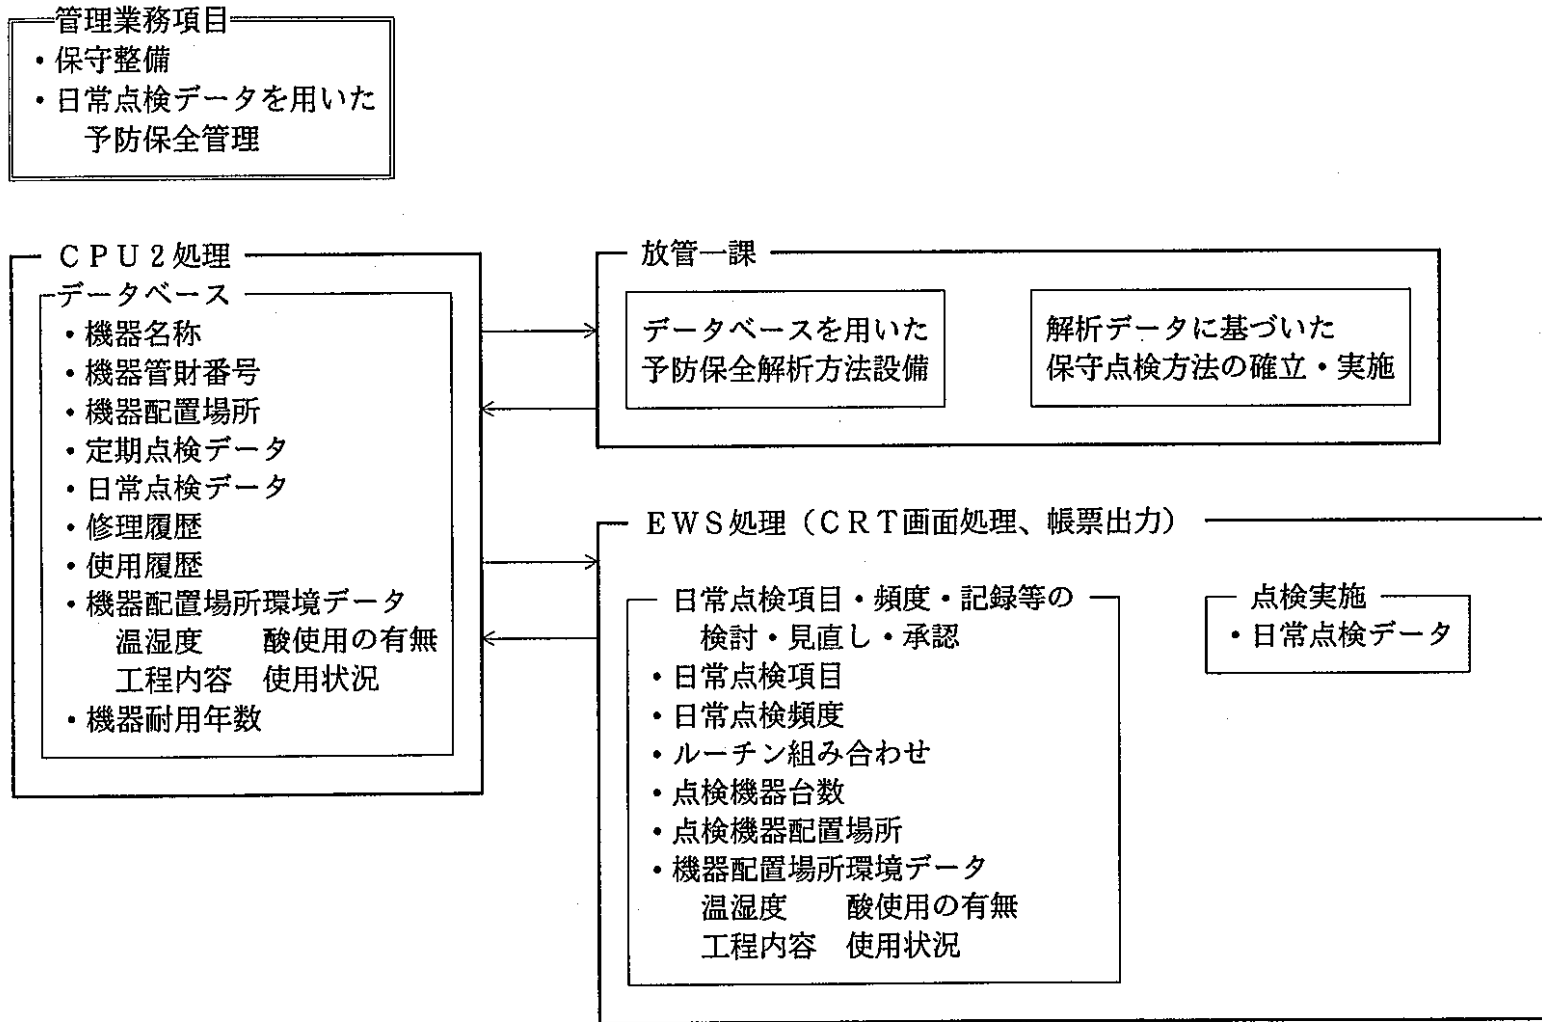 管理業務項目
・保守整備
・日常点検データを用いた
予防保全管理
CPU2処理
データベース
・機器名称
・機器管財番号
・機器配置場所
・定期点検データ
・日常点検データ
・修理履歴
・使用履歴
・機器配置場所環境データ
温湿度 酸使用の有無
工程内容 使用状況
・機器耐用年数
放管一課
データベースを用いた
予防保全解析方法設備
解析データに基づいた
保守点検方法の確立・実施
EWS処理（CRT画面処理、帳票出力）
日常点検項目・頻度・記録等の
検討・見直し・承認
・日常点検項目
・日常点検頻度
・ルーチン組み合わせ
・点検機器台数
・点検機器配置場所
・機器配置場所環境データ
温湿度 酸使用の有無
工程内容 使用状況
点検実施
・日常点検データ